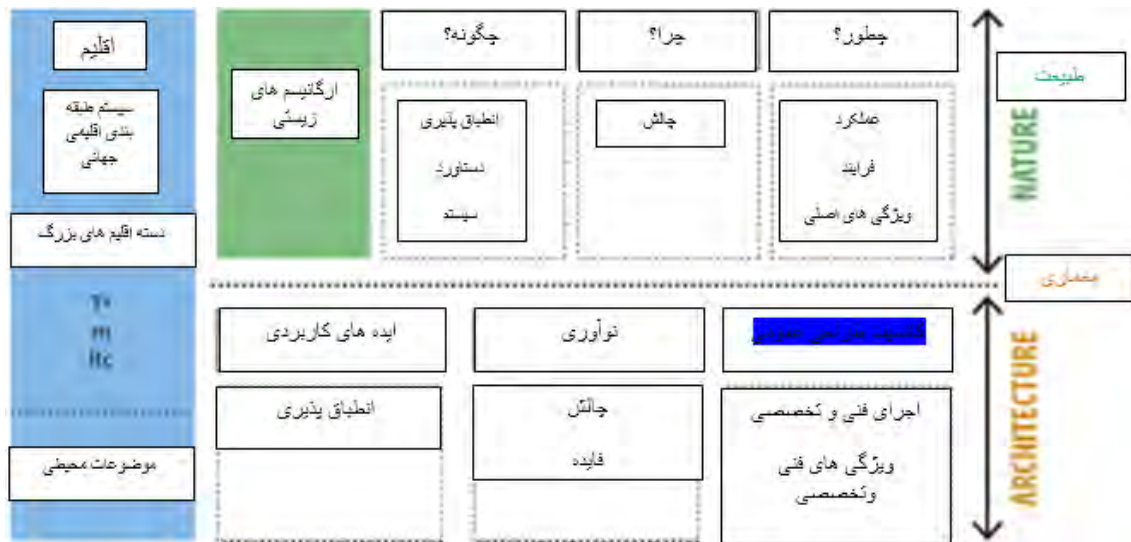 اقلیم
سیستم طبقه
بندی اقلیمی
جهانی
دسته اقلیم های بزرگ
موضوعات محیطی
ارگانیسم های
زیستی
چگونه؟
انطباق پذیری
دستاورد
چرا؟
چالش
چطور؟
عملکرد
فرایند
ویژگی های اصلی
طبیعت
NATURE
معماری
ایده های کاربردی
انطباق پذیری
نوآوری
چالش
فایده
اجرای فنی و تخصصی
ویژگی های فنی
وتخصصی
ARCHITECTURE